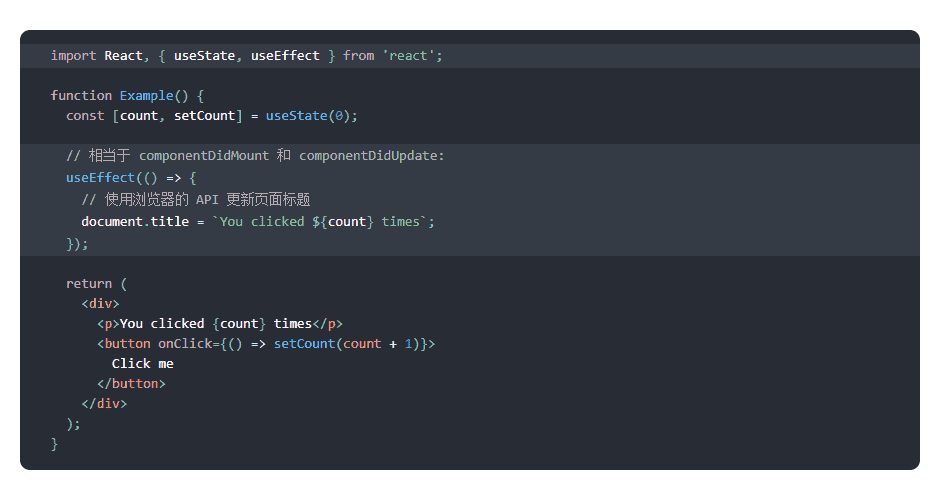 import React, { useState, useEffect } from 'react';
function Example() {
const [count, setCount] = useState(0);
// 相当于 componentDidMount 和 componentDidUpdate:
useEffect(() => {
// 使用浏览器的 API 更新页面标题
document.title = `You clicked ${count} times`;
});
return (
<div>
<p>You clicked {count} times</p>
<button onClick={() => setCount(count + 1)}>
Click me
</button>
</div>
);
}